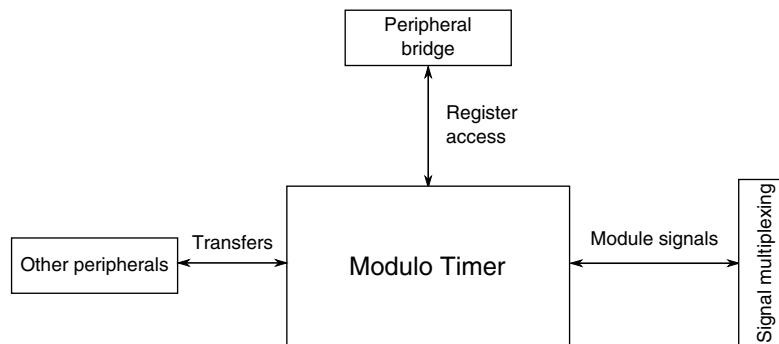 Peripheral
bridge
Register
access
Transfers
Module signals
Other peripherals
Modulo Timer
Signal multiplexing